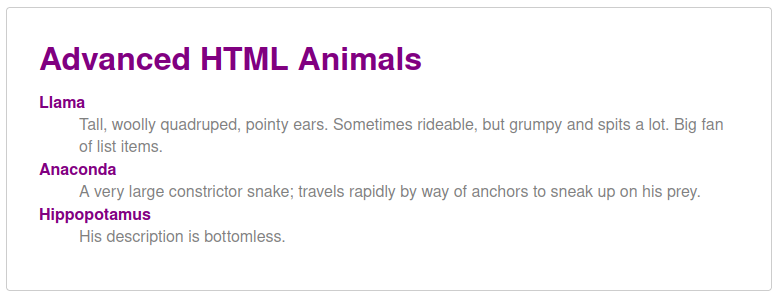 Advanced HTML Animals
Llama
Tall, woolly quadruped, pointy ears. Sometimes rideable, but grumpy and spits a lot. Big fan
of list items.
Anaconda
A very large constrictor snake; travels rapidly by way of anchors to sneak up on his prey.
Hippopotamus
His description is bottomless.